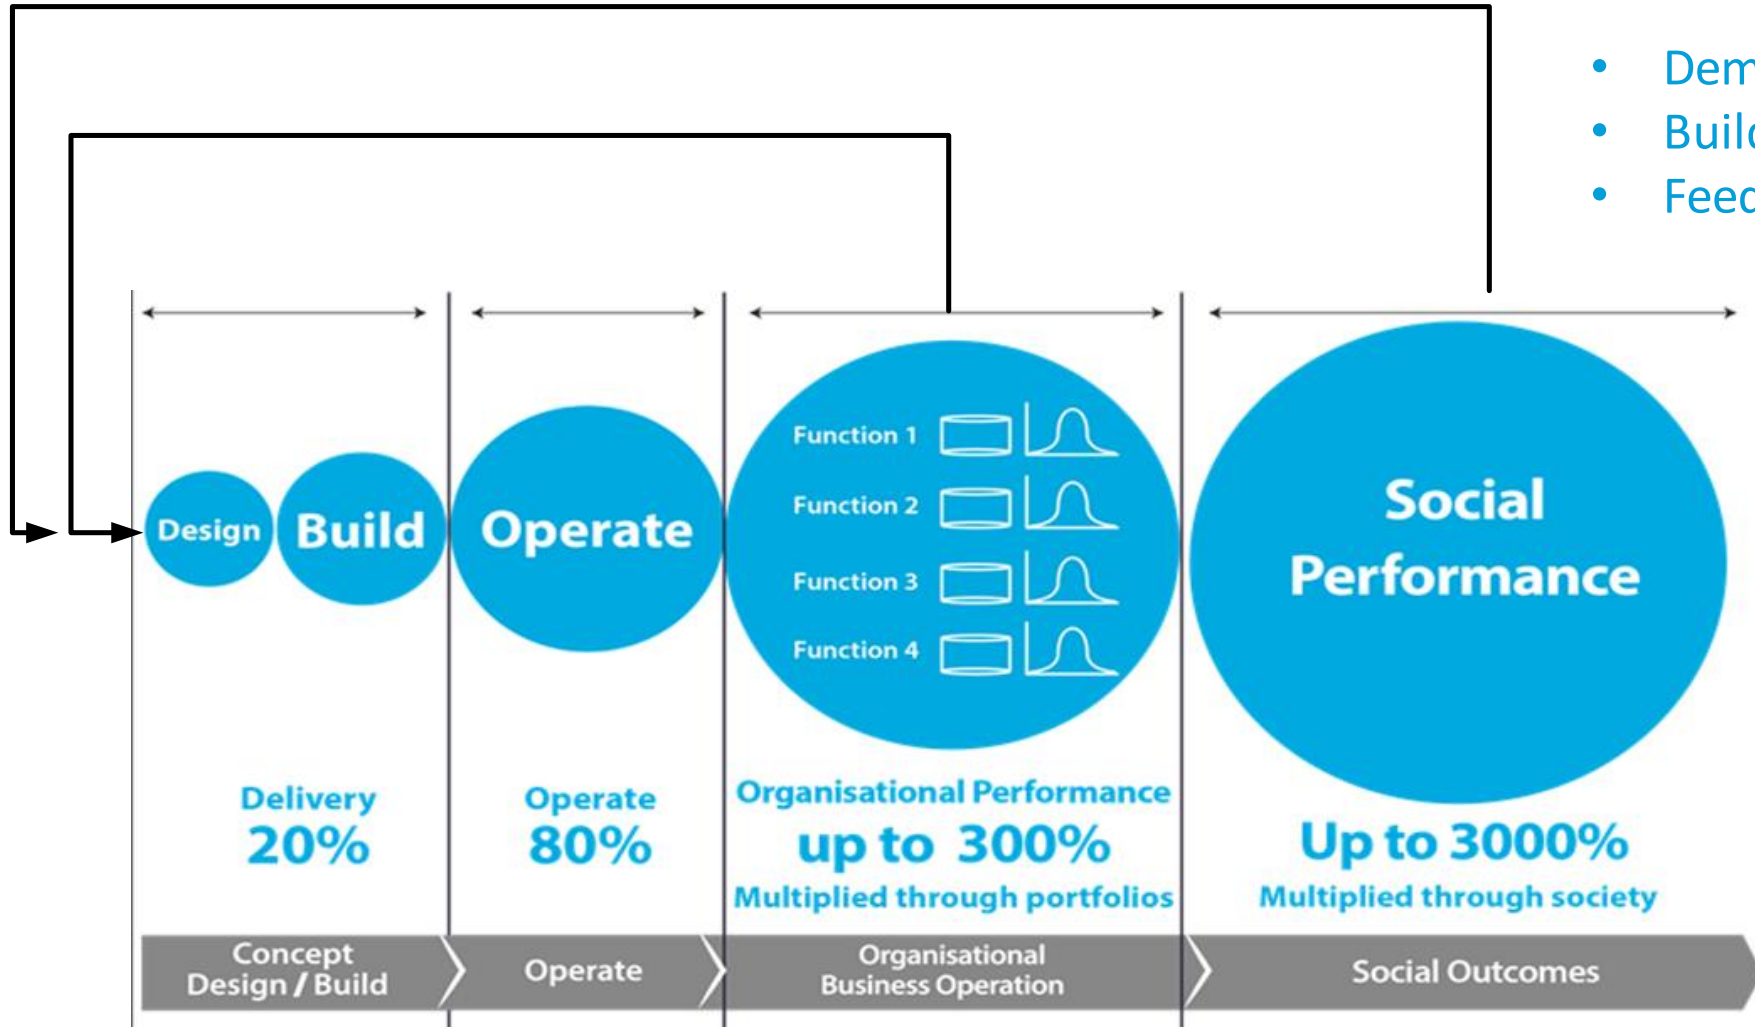 Design
Build
Operate
Function 1
Function 2
Function 3
Function 4
Social
Performance
Delivery
20%
Operate
80%
Organisational Performance
up to 300%
Multiplied through portfolios
Up to 3000%
Multiplied through society
Concept
Design / Build
Operate
Organisational
Business Operation
Social Outcomes